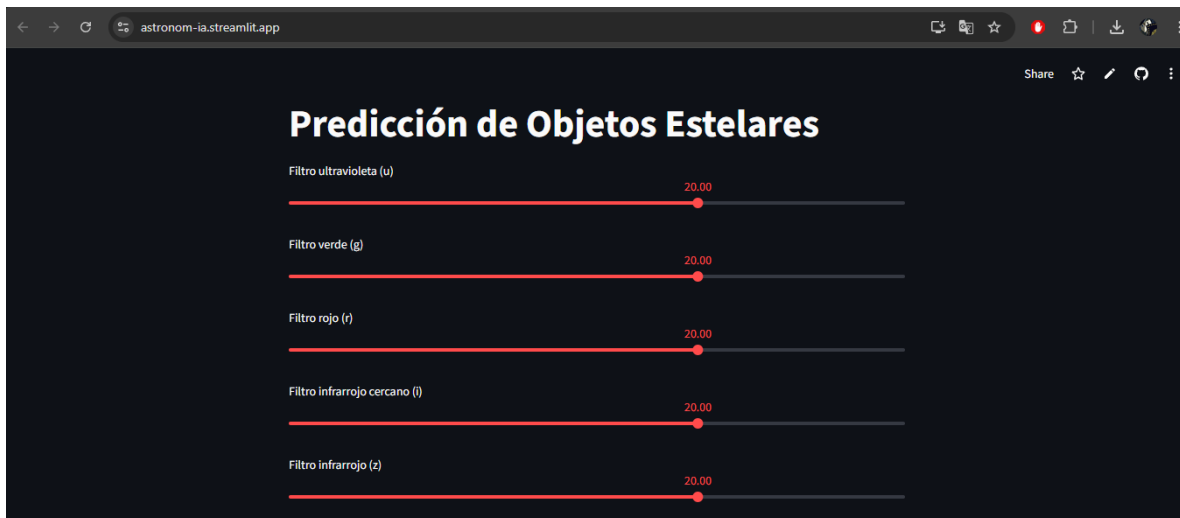 astronom-ia.streamlit.app
Share
Predicción de Objetos Estelares
Filtro ultravioleta (u)
20.00
Filtro verde (g)
20.00
Filtro rojo (r)
20.00
Filtro infrarrojo cercano (i)
20.00
Filtro infrarrojo (z)
20.00